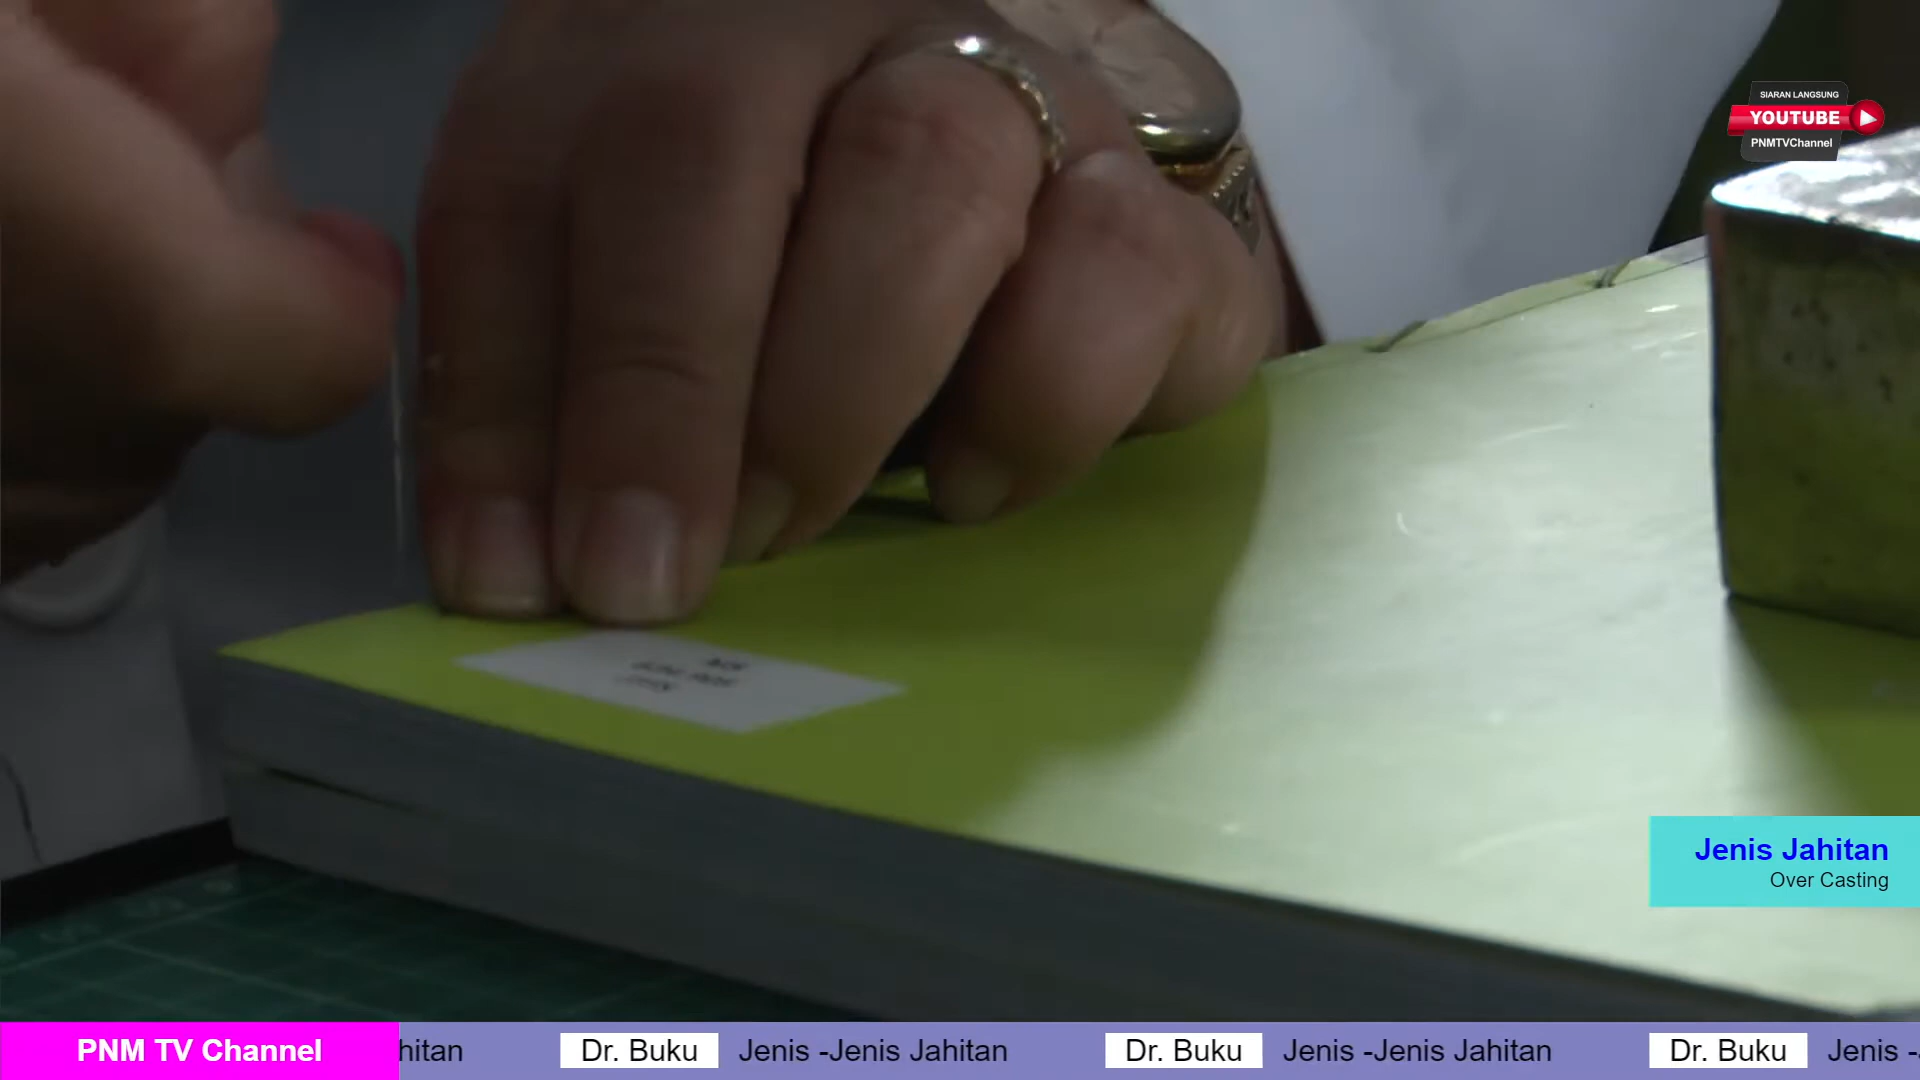 SIARAN LANGSUNG
YOUTUBE
PNMTVChannel
Jenis Jahitan
Over Casting
PNM TV Channel
hitan Dr. Buku Jenis -Jenis Jahitan Dr. Buku Jenis -Jenis Jahitan Dr. Buku Jenis -